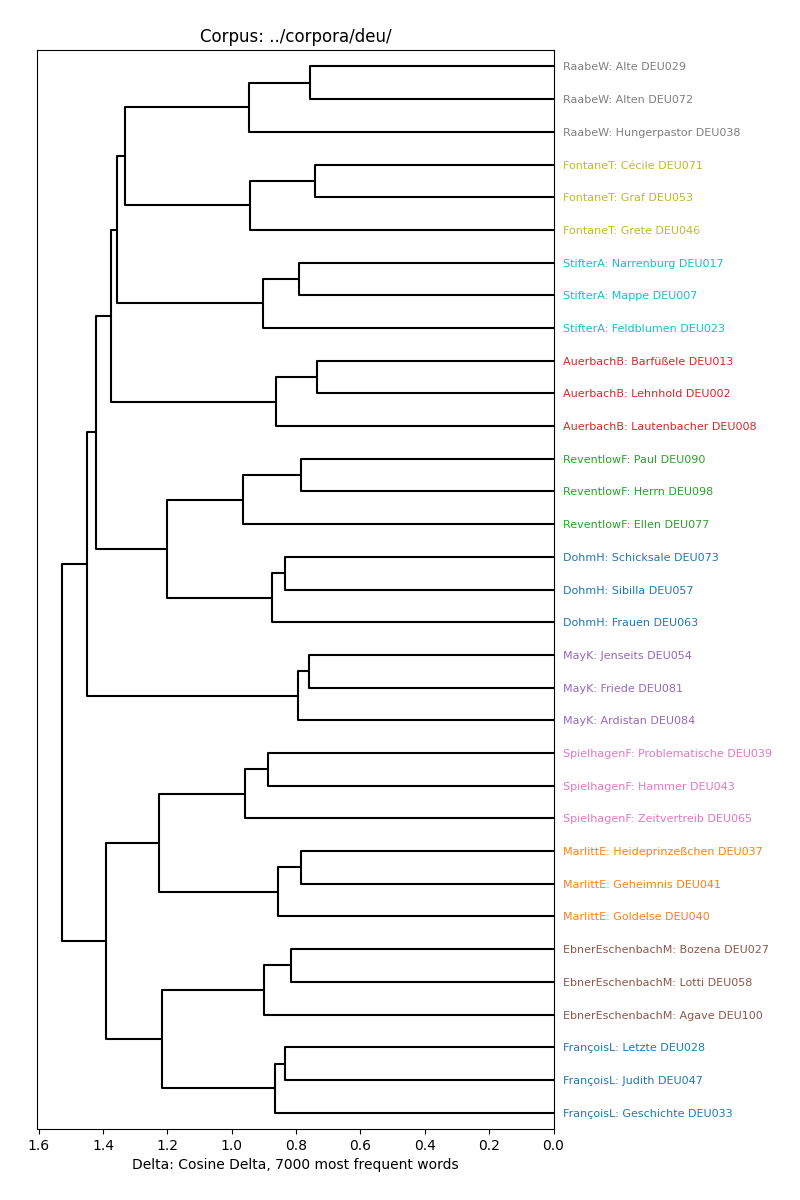 Corpus: ../corpora/deu/
RaabeW: Alte DEU029
RaabeW: Alten DEU072
RaabeW: Hungerpastor DEU038
FontaneT: Cécile DEU071
FontaneT: Graf DEU053
FontaneT: Grete DEU046
StifterA: Narrenburg DEU017
StifterA: Mappe DEU007
StifterA: Feldblumen DEU023
AuerbachB: Barfüßele DEU013
AuerbachB: Lehnhold DEU002
AuerbachB: Lautenbacher DEU008
ReventlowF: Paul DEU090
ReventlowF: Herrn DEU098
ReventlowF: Ellen DEU077
DohmH: Schicksale DEU073
DohmH: Sibilla DEU057
DohmH: Frauen DEU063
MayK: Jenseits DEU054
MayK: Friede DEU081
MayK: Ardistan DEU084
SpielhagenF: Problematische DEU039
SpielhagenF: Hammer DEU043
SpielhagenF: Zeitvertreib DEU065
MarlittE: Heideprinzeßchen DEU037
MarlittE: Geheimnis DEU041
MarlittE: Goldelse DEU040
EbnerEschenbachM: Bozena DEU027
EbnerEschenbachM: Lotti DEU058
EbnerEschenbachM: Agave DEU100
FrançoisL: Letzte DEU028
FrançoisL: Judith DEU047
FrançoisL: Geschichte DEU033
1.6 1.4 1.2 1.0 0.8 0.6 0.4 0.2 0.0
Delta: Cosine Delta, 7000 most frequent words